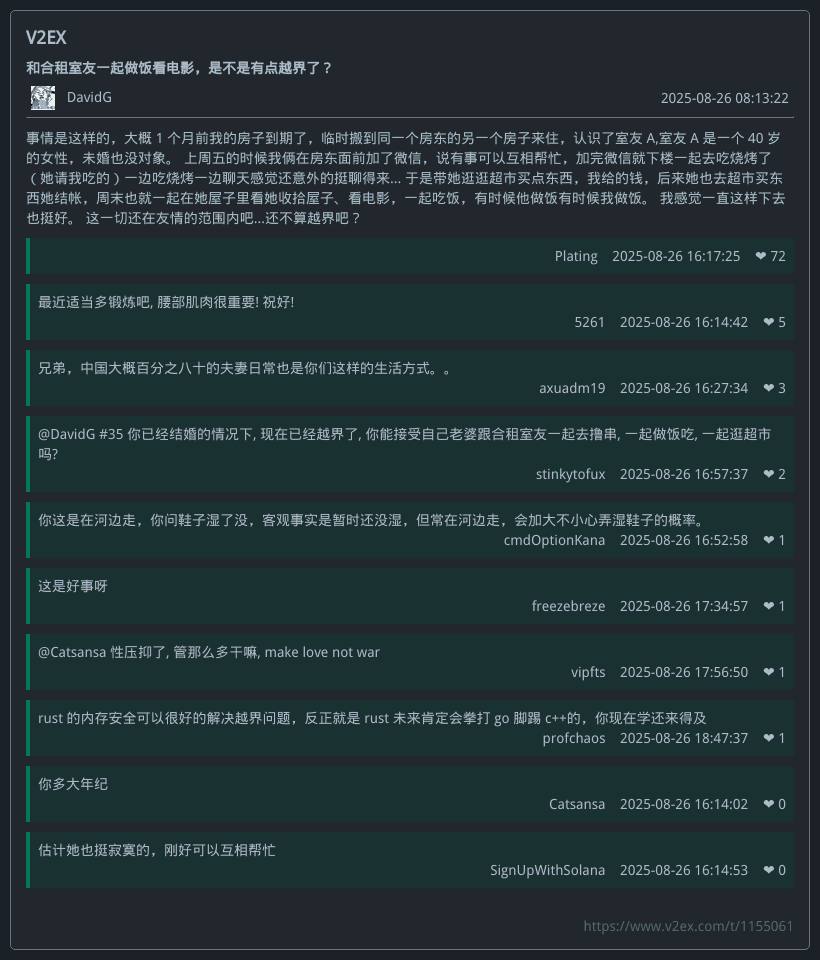 V2EX
和合租室友一起做饭看电影，是不是有点越界了？
DavidG 2025-08-26 08:13:22
事情是这样的，大概 1 个月前我的房子到期了，临时搬到同一个房东的另一个房子来住，认识了室友 A,室友 A 是一个 40 岁
的女性，未婚也没对象。 上周五的时候我俩在房东面前加了微信，说有事可以互相帮忙，加完微信就下楼一起去吃烧烤了
（她请我吃的）一边吃烧烤一边聊天感觉还意外的挺聊得来... 于是带她逛逛超市买点东西，我给的钱，后来她也去超市买东
西她结帐，周末也就一起在她屋子里看她收拾屋子、看电影，一起吃饭，有时候他做饭有时候我做饭。 我感觉一直这样下去
也挺好。 这一切还在友情的范围内吧...还不算越界吧？
Plating 2025-08-26 16:17:25 ❤ 72
最近适当多锻炼吧, 腰部肌肉很重要! 祝好!
5261 2025-08-26 16:14:42 ❤ 5
兄弟，中国大概百分之八十的夫妻日常也是你们这样的生活方式。。
axuadm19 2025-08-26 16:27:34 ❤ 3
@DavidG #35 你已经结婚的情况下, 现在已经越界了, 你能接受自己老婆跟合租室友一起去撸串, 一起做饭吃, 一起逛超市
吗?
stinkytofux 2025-08-26 16:57:37 ❤ 2
你这是在河边走，你问鞋子湿了没，客观事实是暂时还没湿，但常在河边走，会加大不小心弄湿鞋子的概率。
cmdOptionKana 2025-08-26 16:52:58 ❤ 1
这是好事呀
freezebreze 2025-08-26 17:34:57 ❤ 1
@Catsansa 性压抑了, 管那么多干嘛, make love not war
vipfts 2025-08-26 17:56:50 ❤ 1
rust 的内存安全可以很好的解决越界问题，反正就是 rust 未来肯定会拳打 go 脚踢 c++的，你现在学还来得及
profchaos 2025-08-26 18:47:37 ❤ 1
你多大年纪
Catsansa 2025-08-26 16:14:02 ❤ 0
估计她也挺寂寞的，刚好可以互相帮忙
SignUpWithSolana 2025-08-26 16:14:53 ❤ 0
https://www.v2ex.com/t/1155061